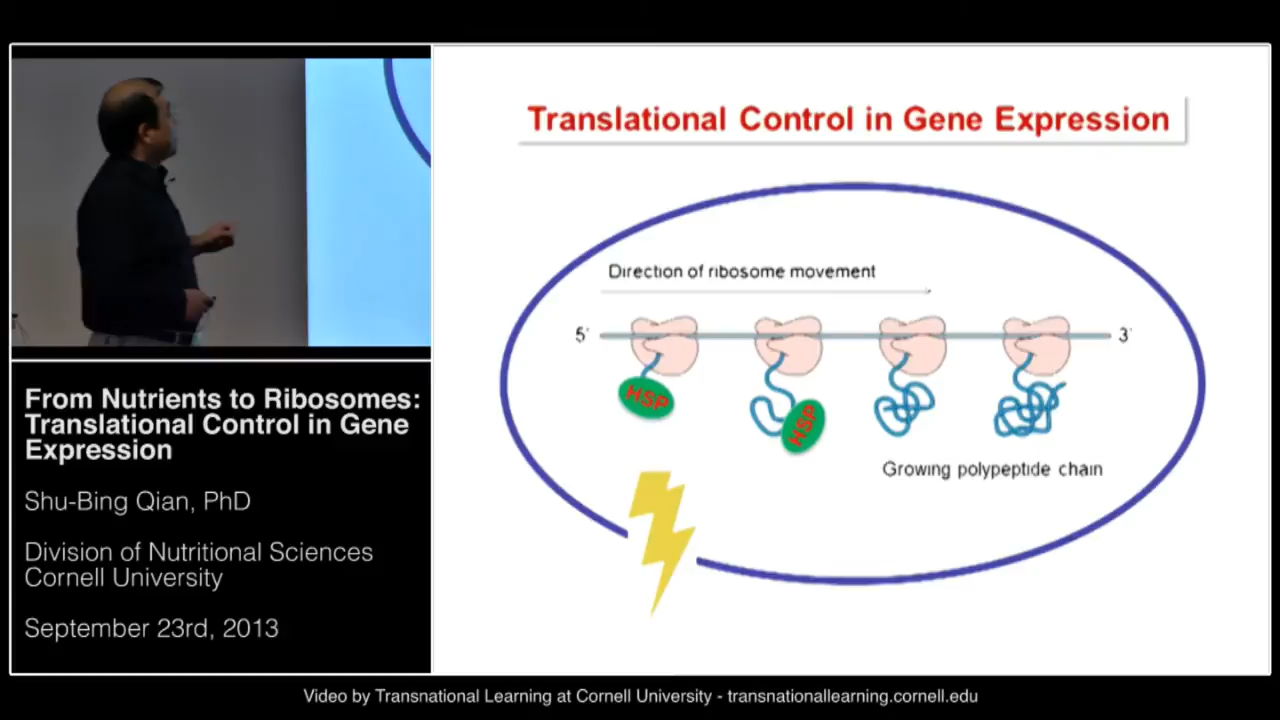 Translational Control in Gene Expression
Direction of ribosome movement
5'
3'
HSP
HSP
Growing polypeptide chain
From Nutrients to Ribosomes:
Translational Control in Gene
Expression
Shu-Bing Qian, PhD
Division of Nutritional Sciences
Cornell University
September 23rd, 2013
Video by Transnational Learning at Cornell University - transnationallearning.cornell.edu